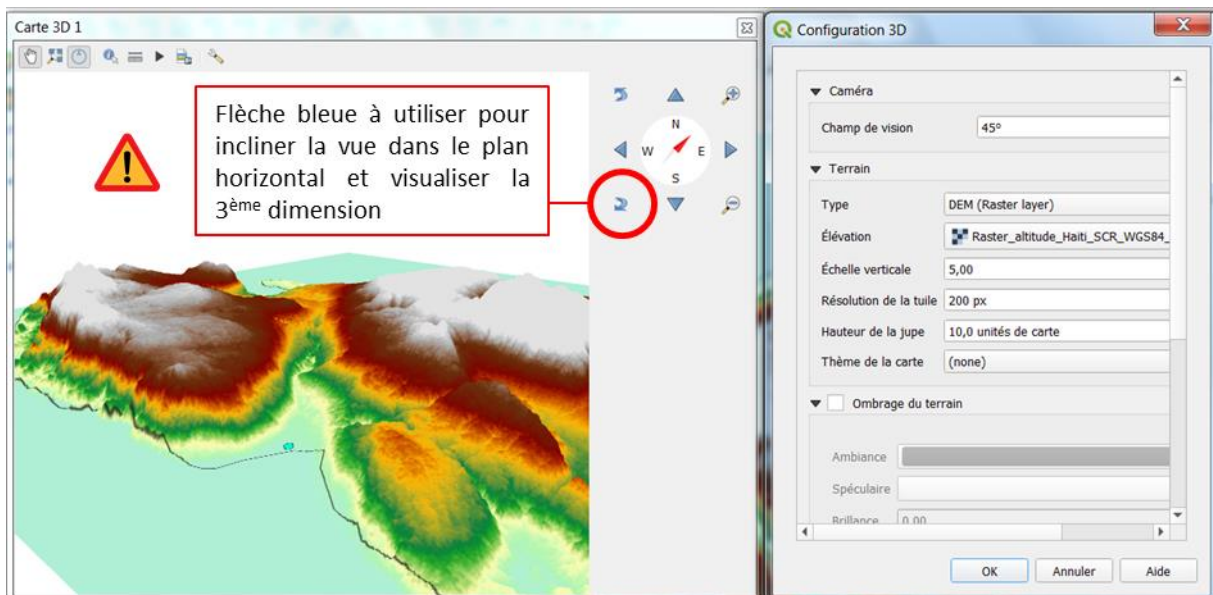 Carte 3D 1
Flèche bleue à utiliser pour
incliner la vue dans le plan
horizontal et visualiser la
3ème dimension
N
W
E
S
Configuration 3D
Caméra
Champ de vision
45°
Terrain
Type
DEM (Raster layer)
Élévation
Raster_altitude_Haiti_SCR_WGS84_
Échelle verticale
5,00
Résolution de la tuile
200 px
Hauteur de la jupe
10,0 unités de carte
Thème de la carte
(none)
Ombrage du terrain
Ambiance
Spéculaire
Brillance
0,00
OK
Annuler
Aide